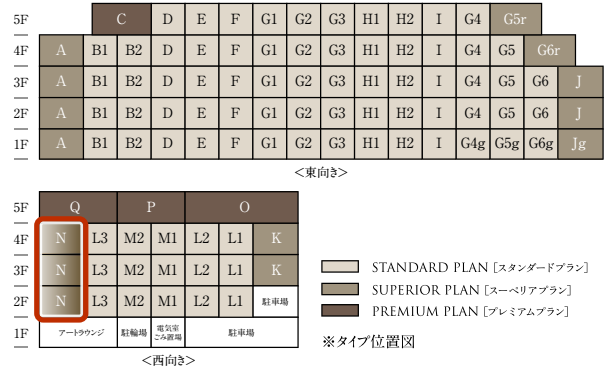 5F C D E F G1 G2 G3 H1 H2 I G4 G5r
4F A B1 B2 D E F G1 G2 G3 H1 H2 I G4 G5 G6r
3F A B1 B2 D E F G1 G2 G3 H1 H2 I G4 G5 G6 J
2F A B1 B2 D E F G1 G2 G3 H1 H2 I G4 G5 G6 J
1F A B1 B2 D E F G1 G2 G3 H1 H2 I G4g G5g G6g Jg
<東向き>
5F Q P O
4F N L3 M2 M1 L2 L1 K
3F N L3 M2 M1 L2 L1 K
2F N L3 M2 M1 L2 L1 駐車場
1F アートラウンジ 駐輪場 電気室 ごみ置場 駐車場
<西向き>
STANDARD PLAN [スタンダードプラン]
SUPERIOR PLAN [スーペリアプラン]
PREMIUM PLAN [プレミアムプラン]
※タイプ位置図